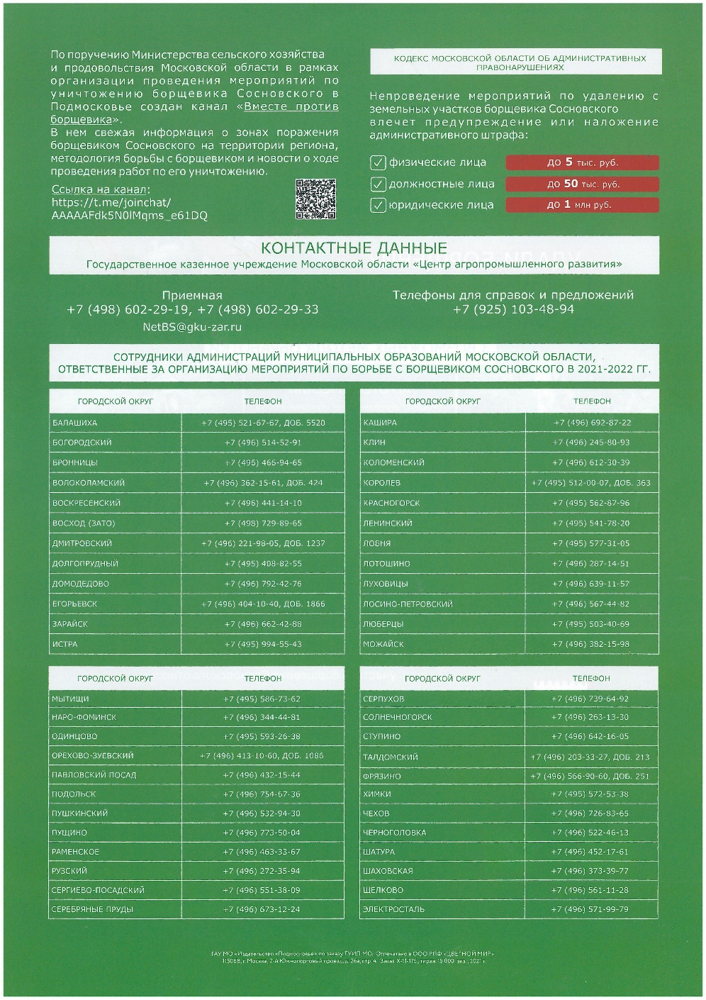 По поручению Министерства сельского хозяйства
и продовольствия Московской области в рамках
организации проведения мероприятий по
уничтожению борщевика Сосновского в
Подмосковье создан канал «Вместе против
борщевика».
В нем свежая информация о зонах поражения
борщевиком Сосновского на территории региона,
методология борьбы с борщевиком и новости о ходе
проведения работ по его уничтожению.
Ссылка на канал:
https://t.me/joinchat/
AAAAAFdk5N0lMqms_e61DQ
КОДЕКС МОСКОВСКОЙ ОБЛАСТИ ОБ АДМИНИСТРАТИВНЫХ
ПРАВОНАРУШЕНИЯХ
Непроведение мероприятий по удалению с
земельных участков борщевика Сосновского
влечет предупреждение или наложение
административного штрафа:
физические лица ДО 5 тыс. руб.
должностные лица ДО 50 тыс. руб.
юридические лица ДО 1 млн руб.
КОНТАКТНЫЕ ДАННЫЕ
Государственное казенное учреждение Московской области «Центр агропромышленного развития»
Приемная
+7 (498) 602-29-19, +7 (498) 602-29-33
NetBS@gku-zar.ru
Телефоны для справок и предложений
+7 (925) 103-48-94
СОТРУДНИКИ АДМИНИСТРАЦИЙ МУНИЦИПАЛЬНЫХ ОБРАЗОВАНИЙ МОСКОВСКОЙ ОБЛАСТИ,
ОТВЕТСТВЕННЫЕ ЗА ОРГАНИЗАЦИЮ МЕРОПРИЯТИЙ ПО БОРЬБЕ С БОРЩЕВИКОМ СОСНОВСКОГО В 2021-2022 ГГ.
ГОРОДСКОЙ ОКРУГ ТЕЛЕФОН
БАЛАШИХА +7 (495) 521-67-67, ДОБ. 5520
БОГОРОДСКИЙ +7 (496) 514-52-91
БРОННИЦЫ +7 (496) 466-94-65
ВОЛОКОЛАМСКИЙ +7 (496) 362-15-61, ДОБ. 424
ВОСКРЕСЕНСКИЙ +7 (496) 441-14-10
ВОСХОД (ЗАТО) +7 (498) 729-89-65
ДМИТРОВСКИЙ +7 (496) 221-98-05, ДОБ. 1237
ДОЛГОПРУДНЫЙ +7 (495) 408-82-55
ДОМОДЕДОВО +7 (496) 792-42-76
ЕГОРЬЕВСК +7 (496) 404-10-40, ДОБ. 1866
ЗАРАЙСК +7 (496) 662-42-88
ИСТРА +7 (495) 994-55-43
ГОРОДСКОЙ ОКРУГ ТЕЛЕФОН
КАШИРА +7 (496) 692-87-22
КЛИН +7 (496) 245-80-93
КОЛОМЕНСКИЙ +7 (496) 612-30-39
КОРОЛЕВ +7 (495) 512-00-07, ДОБ. 363
КРАСНОГОРСК +7 (495) 562-87-96
ЛЕНИНСКИЙ +7 (495) 541-78-20
ЛОБНЯ +7 (495) 577-31-05
ЛОТОШИНО +7 (496) 287-14-51
ЛУХОВИЦЫ +7 (496) 639-11-57
ЛОСИНО-ПЕТРОВСКИЙ +7 (496) 567-44-82
ЛЮБЕРЦЫ +7 (495) 503-40-69
МОЖАЙСК +7 (496) 382-15-98
ГОРОДСКОЙ ОКРУГ ТЕЛЕФОН
МЫТИЩИ +7 (495) 586-73-62
НАРО-ФОМИНСК +7 (496) 344-44-81
ОДИНЦОВО +7 (495) 593-26-38
ОРЕХОВО-ЗУЕВСКИЙ +7 (496) 413-10-60, ДОБ. 1086
ПАВЛОВСКИЙ ПОСАД +7 (496) 432-15-44
ПОДОЛЬСК +7 (496) 754-67-36
ПУШКИНСКИЙ +7 (496) 532-94-30
ПУЩИНО +7 (496) 773-50-04
РАМЕНСКОЕ +7 (496) 463-33-67
РУЗСКИЙ +7 (496) 272-35-94
СЕРГИЕВО-ПОСАДСКИЙ +7 (496) 551-38-09
СЕРЕБРЯНЫЕ ПРУДЫ +7 (496) 673-12-24
ГОРОДСКОЙ ОКРУГ ТЕЛЕФОН
СЕРПУХОВ +7 (496) 739-64-92
СОЛНЕЧНОГОРСК +7 (496) 263-13-30
СТУПИНО +7 (496) 642-16-05
ТАЛДОМСКИЙ +7 (496) 203-33-27, ДОБ. 213
ФРЯЗИНО +7 (496) 566-90-60, ДОБ. 251
ХИМКИ +7 (495) 572-53-38
ЧЕХОВ +7 (496) 726-83-65
ЧЕРНОГОЛОВКА +7 (496) 522-46-13
ШАТУРА +7 (496) 452-17-61
ШАХОВСКАЯ +7 (496) 373-39-77
ЩЕЛКОВО +7 (496) 561-11-28
ЭЛЕКТРОСТАЛЬ +7 (496) 571-99-79
ГАУ МО «Издательство «Подмосковье» по заказу ГУИП МО. Отпечатано в ООО РПФ «ЦВЕТНОЙ МИР»
115088, г. Москва, 2-й Южнопортовый проезд, д. 26а, стр. 4. Заказ Х-11-176, тираж 15 000 экз., 2021 г.